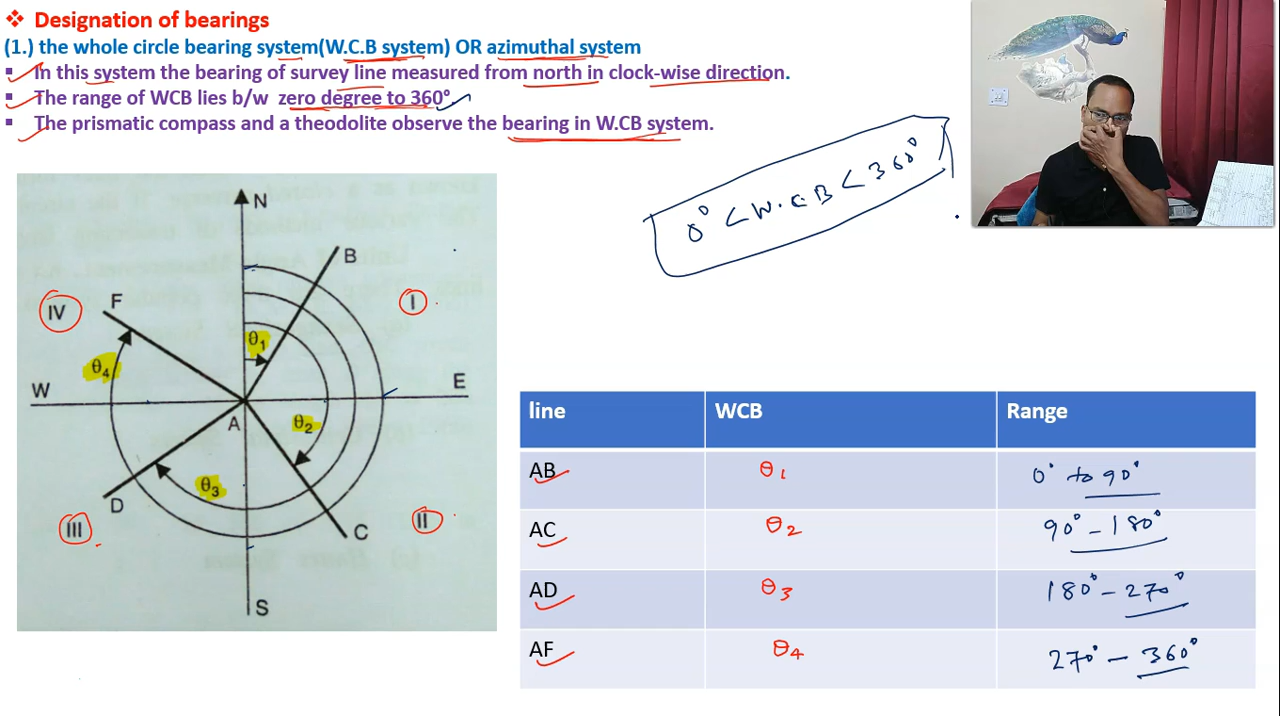 ❖ Designation of bearings
(1.) the whole circle bearing system(W.C.B system) OR azimuthal system
▪ In this system the bearing of survey line measured from north in clock-wise direction.
▪ The range of WCB lies b/w zero degree to 360°
▪ The prismatic compass and a theodolite observe the bearing in W.CB system.
0° < W.C.B < 360°
N
B
F
IV
I
θ1
θ4
W
E
A
θ2
θ3
D
III
II
C
S
line WCB Range
AB θ1 0° to 90°
AC θ2 90° - 180°
AD θ3 180° - 270°
AF θ4 270° - 360°